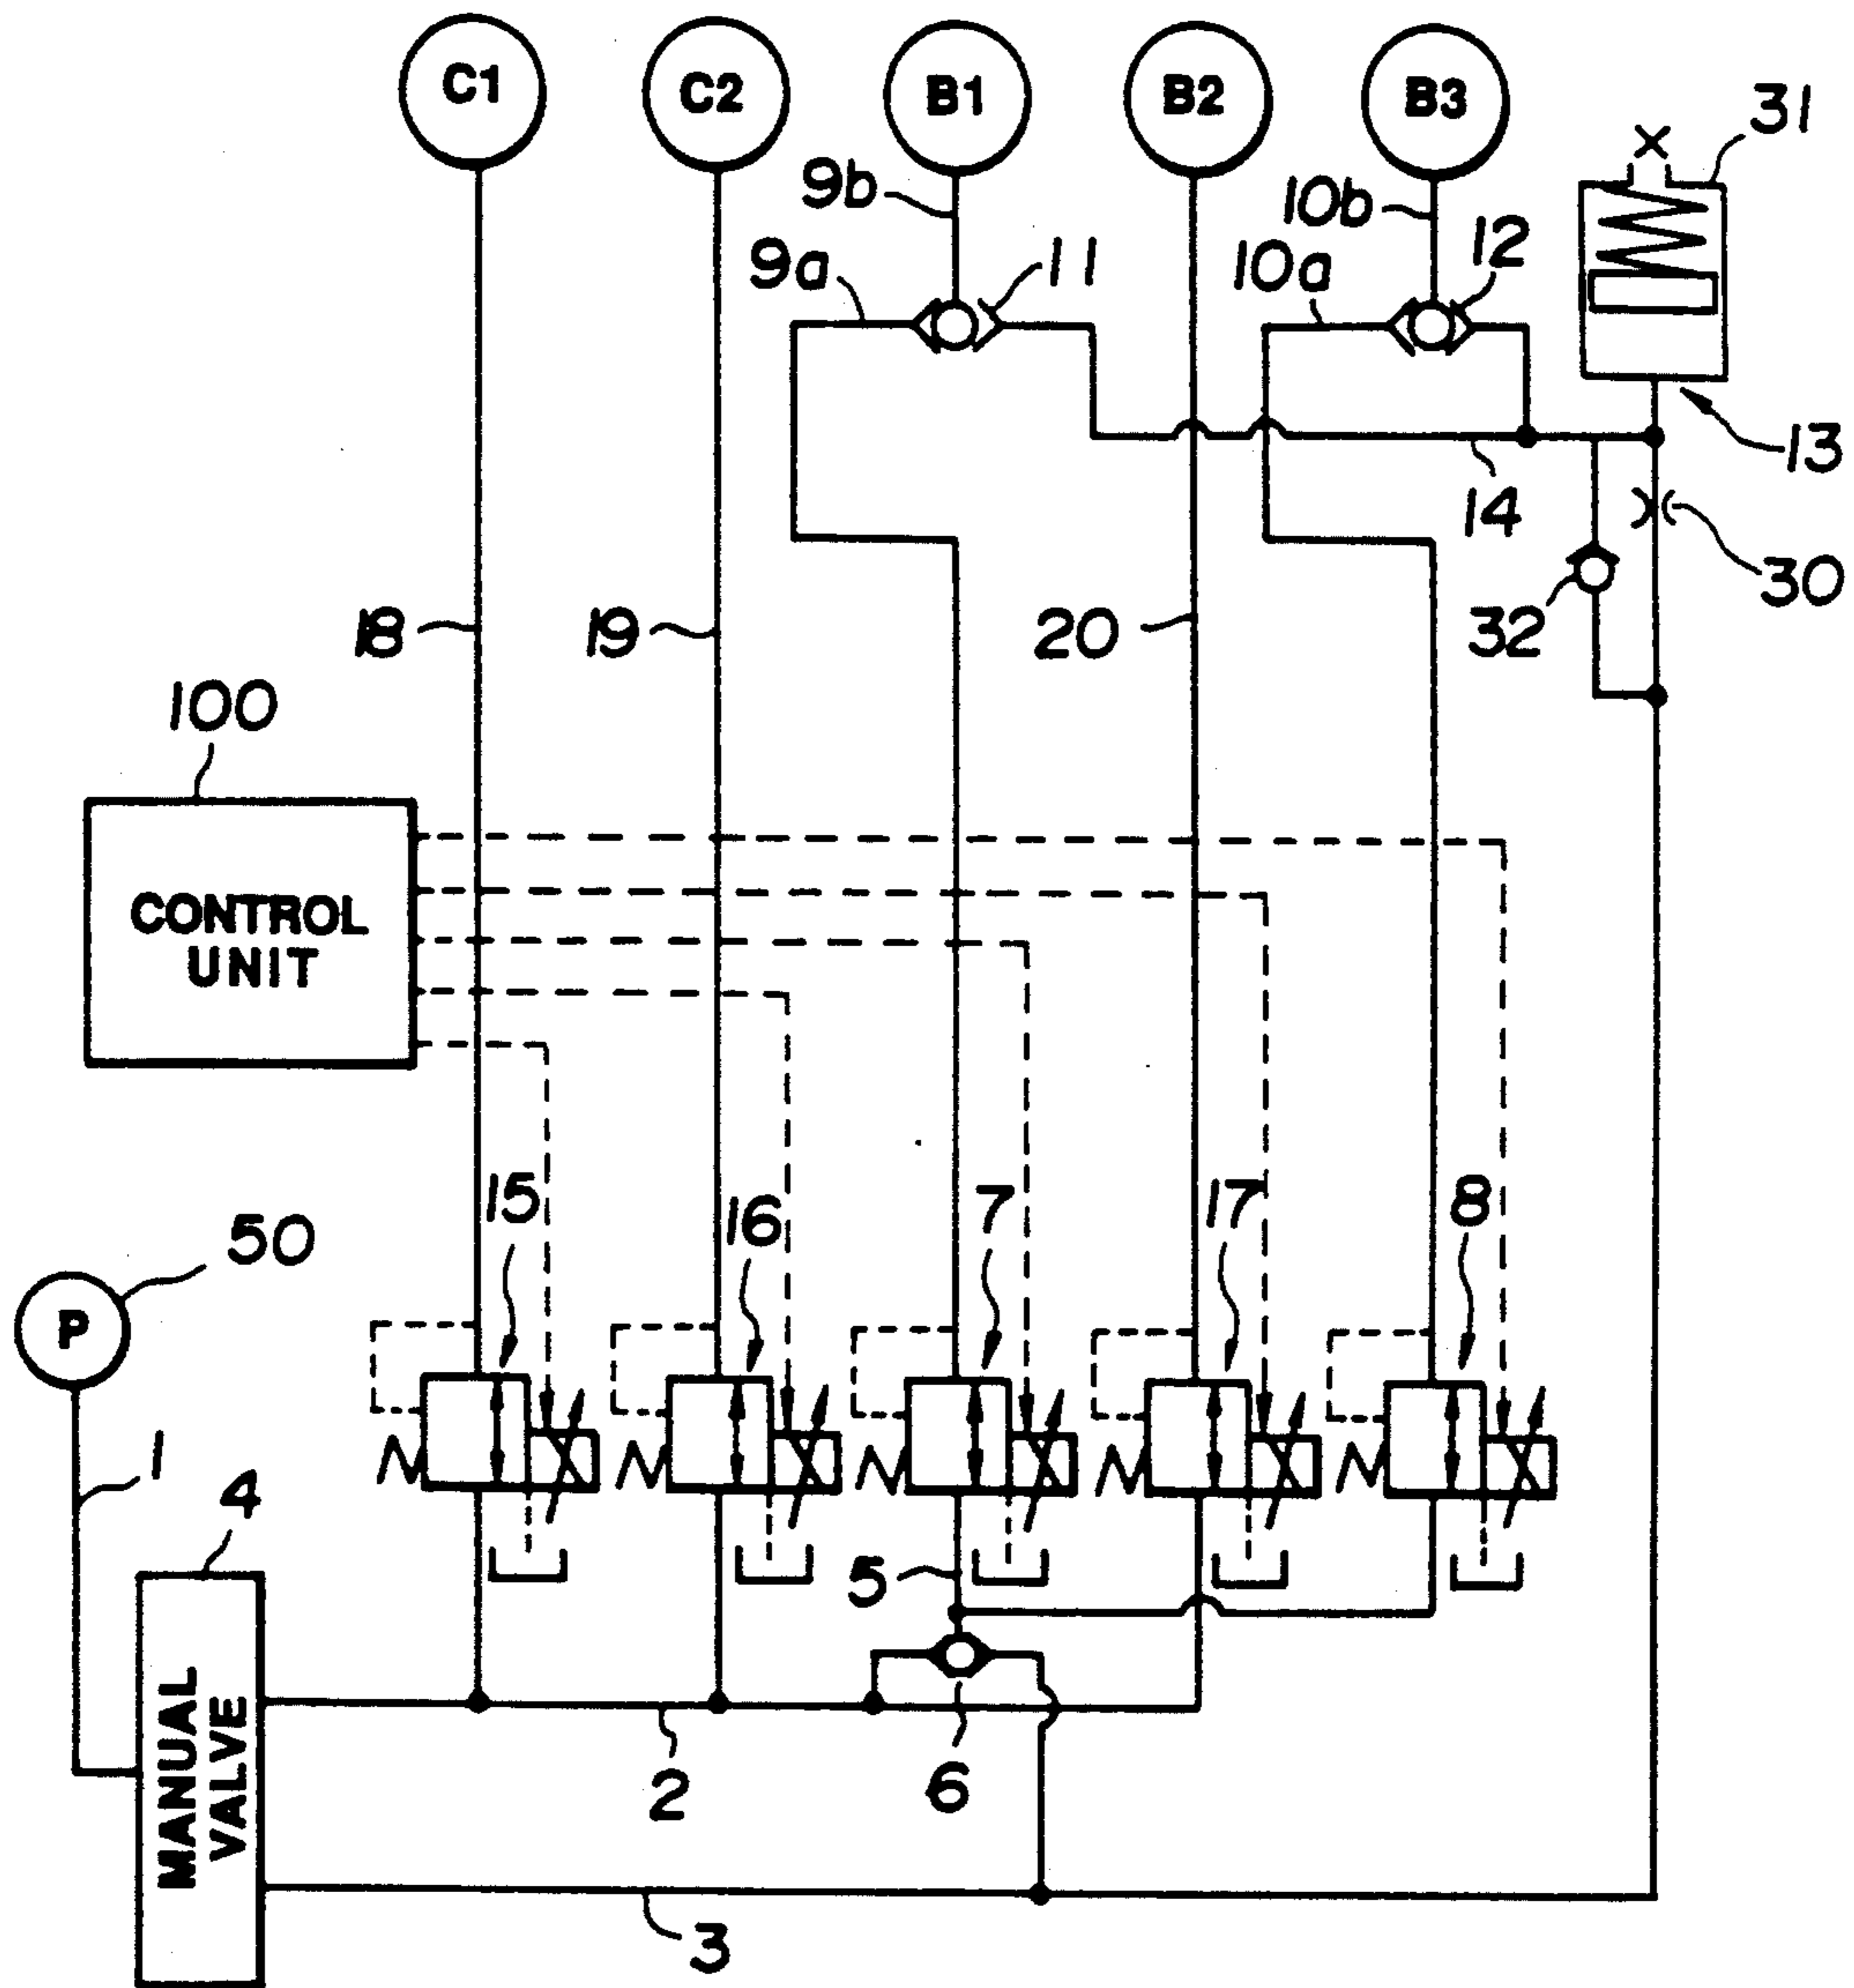 C1 C2 B1 B2 B3
31
9b 10b
9a 11 10a 12
13
14
30
18 19 20 32
100
CONTROL
UNIT
15 16 7 17 8
50
P
1
4
5
MANUAL
VALVE
2 6
3